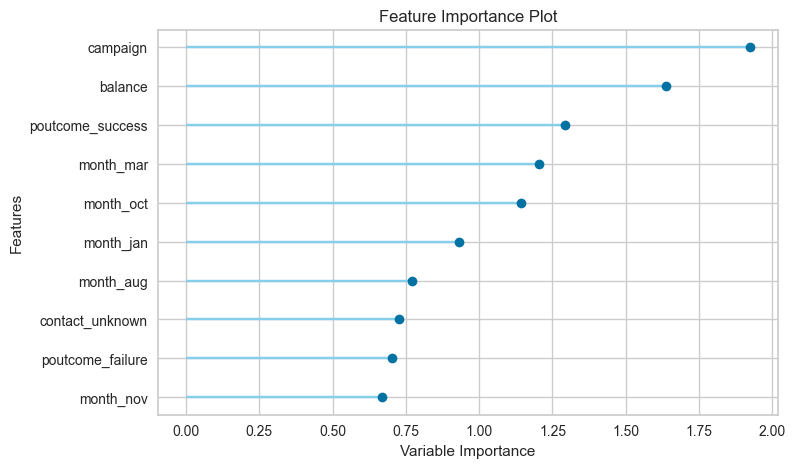 Feature Importance Plot
campaign
balance
poutcome_success
month_mar
month_oct
month_jan
month_aug
contact_unknown
poutcome_failure
month_nov
Features
0.00 0.25 0.50 0.75 1.00 1.25 1.50 1.75 2.00
Variable Importance